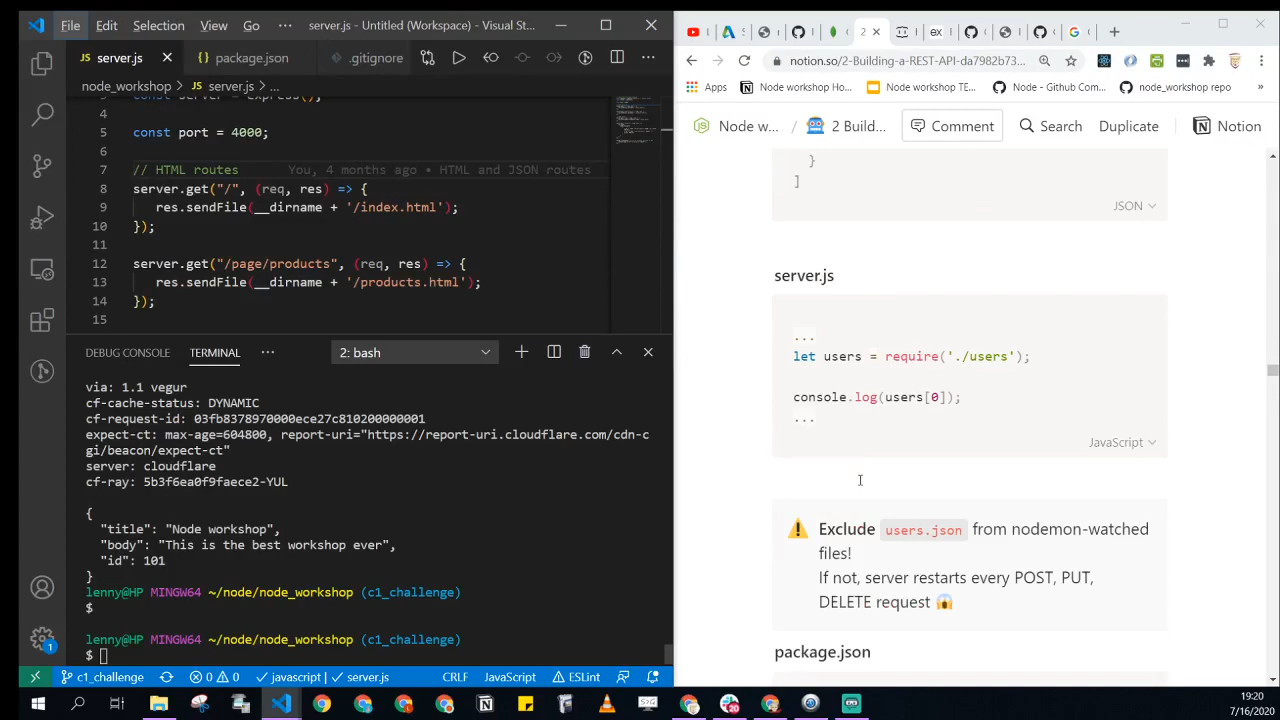 File Edit Selection View Go ··· server.js - Untitled (Workspace) - Visual St...
JS server.js × {} package.json .gitignore ···
node_workshop > JS server.js > ...
const server = express();
4 const port = 4000;
6
7 // HTML routes You, 4 months ago • HTML and JSON routes
8 server.get("/", (req, res) => {
9 res.sendFile(__dirname + '/index.html');
10 });
11
12 server.get("/page/products", (req, res) => {
13 res.sendFile(__dirname + '/products.html');
14 });
15
DEBUG CONSOLE TERMINAL ··· 2: bash
via: 1.1 vegur
cf-cache-status: DYNAMIC
cf-request-id: 03fb8378970000ece27c810200000001
expect-ct: max-age=604800, report-uri="https://report-uri.cloudflare.com/cdn-c
gi/beacon/expect-ct"
server: cloudflare
cf-ray: 5b3f6ea0f9faece2-YUL
{
"title": "Node workshop",
"body": "This is the best workshop ever",
"id": 101
}
lenny@HP MINGW64 ~/node/node_workshop (c1_challenge)
$
lenny@HP MINGW64 ~/node/node_workshop (c1_challenge)
$
1
c1_challenge 0 0 javascript | server.js CRLF JavaScript ESLint
2 ex
notion.so/2-Building-a-REST-API-da7982b73...
Apps Node workshop Ho... Node workshop TE... Node - Github Com... node_workshop repo »
Node w... / 2 Build... Comment Search Duplicate Notion
}
]
JSON
server.js
...
let users = require('./users');
console.log(users[0]);
...
JavaScript
Exclude users.json from nodemon-watched
files!
If not, server restarts every POST, PUT,
DELETE request
package.json
20
19:20
7/16/2020